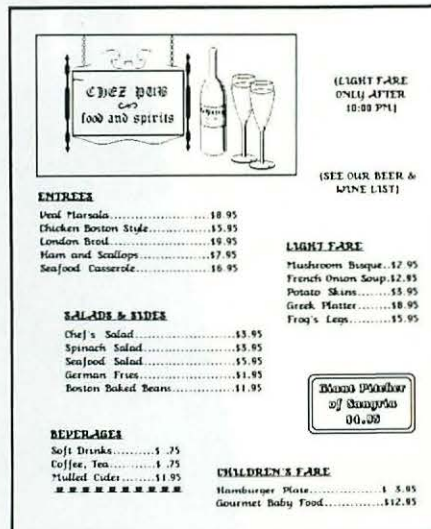 CHEZ PUB
food and spirits
(LIGHT FARE
ONLY AFTER
10:00 PM)
(SEE OUR BEER &
WINE LIST)
ENTREES
Veal Marsala....................$8.95
Chicken Boston Style............$5.95
London Broil....................$9.95
Ham and Scallops................$7.95
Seafood Casserole...............$6.95
LIGHT FARE
Mushroom Bisque..$2.95
French Onion Soup.$2.85
Potato Skins........$3.95
Greek Platter.......$8.95
Frog's Legs.........$5.95
SALADS & SIDES
Chef's Salad....................$3.95
Spinach Salad...................$3.95
Seafood Salad...................$5.95
German Fries....................$1.95
Boston Baked Beans..............$1.95
Giant Pitcher
of Sangria
$4.95
BEVERAGES
Soft Drinks..........$ .75
Coffee, Tea..........$ .75
Mulled Cider.........$1.95
CHILDREN'S FARE
Hamburger Plate..............$ 3.95
Gourmet Baby Food............$12.95